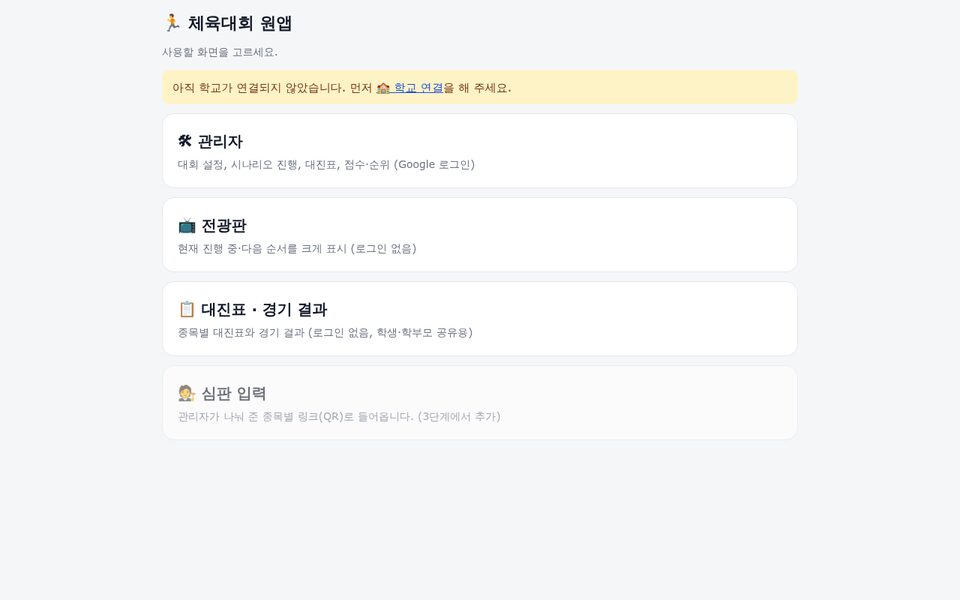 🏃 체육대회 원앱
사용할 화면을 고르세요.
아직 학교가 연결되지 않았습니다. 먼저 🏫 학교 연결을 해 주세요.
🛠 관리자
대회 설정, 시나리오 진행, 대진표, 점수·순위 (Google 로그인)
📺 전광판
현재 진행 중·다음 순서를 크게 표시 (로그인 없음)
📋 대진표 · 경기 결과
종목별 대진표와 경기 결과 (로그인 없음, 학생·학부모 공유용)
🧑‍⚖️ 심판 입력
관리자가 나눠 준 종목별 링크(QR)로 들어옵니다. (3단계에서 추가)